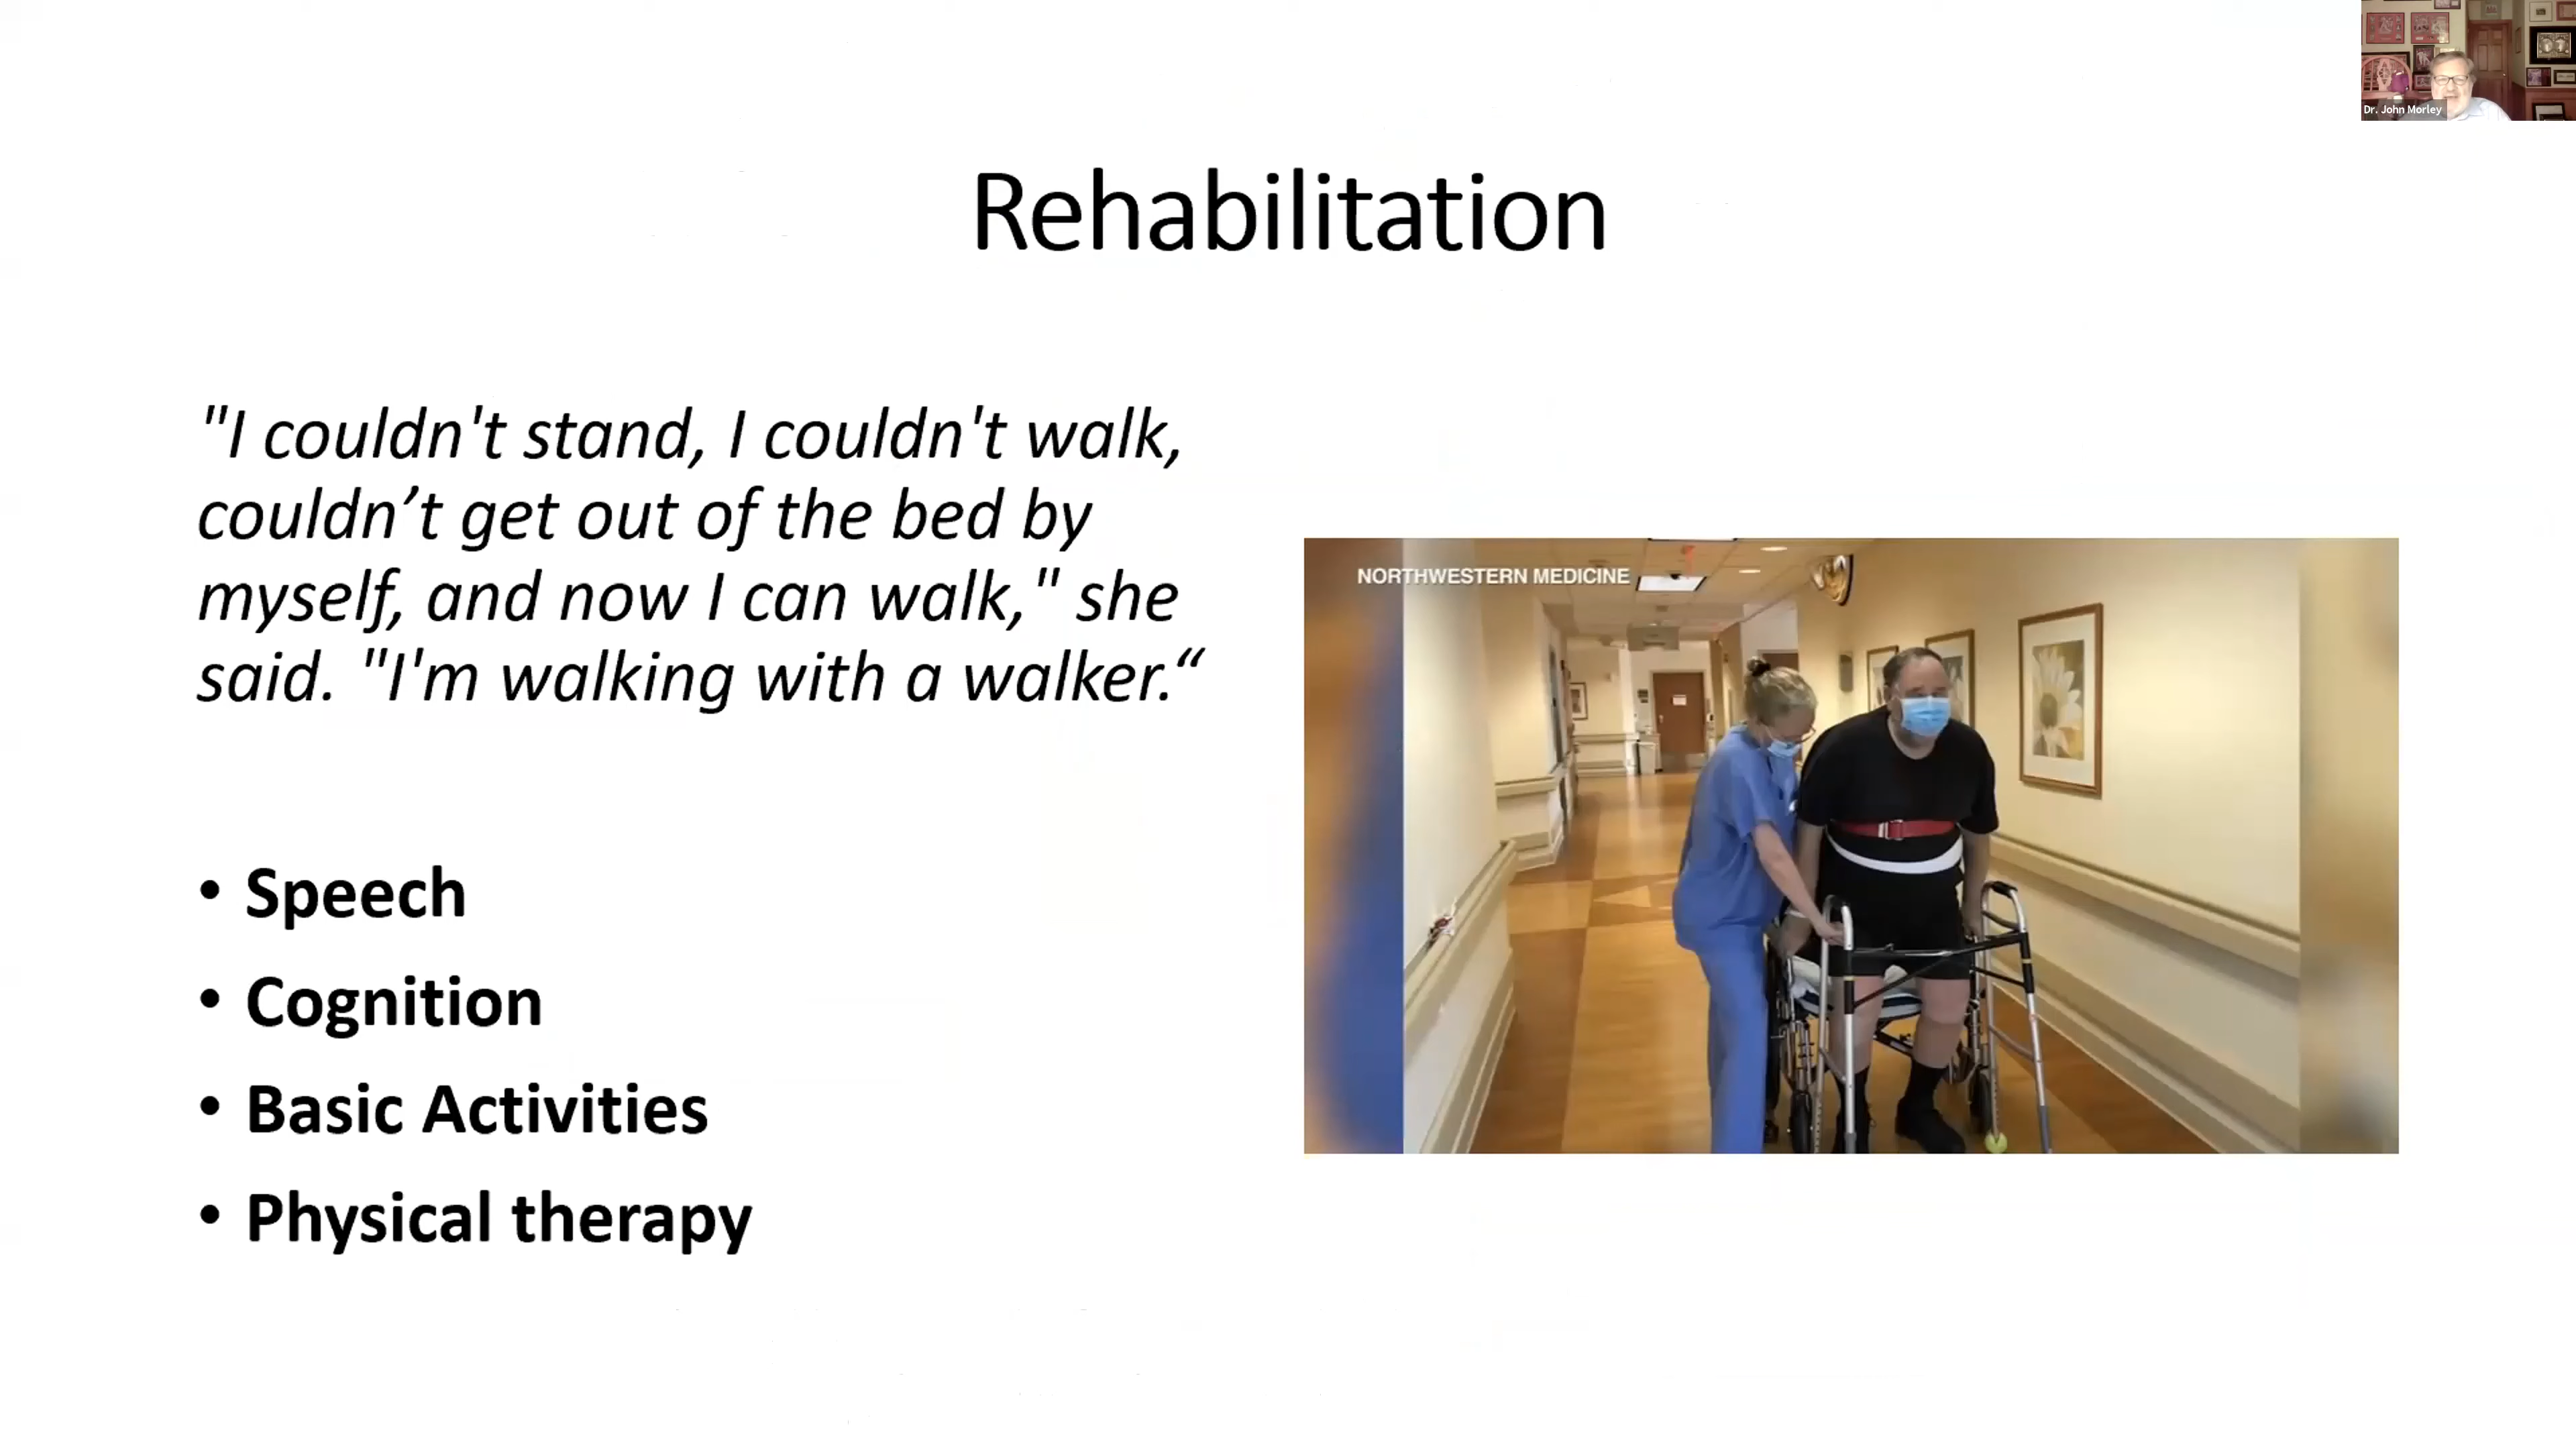 Dr. John Morley
Rehabilitation
"I couldn't stand, I couldn't walk,
couldn’t get out of the bed by
myself, and now I can walk," she
said. "I'm walking with a walker.“
• Speech
• Cognition
• Basic Activities
• Physical therapy
NORTHWESTERN MEDICINE